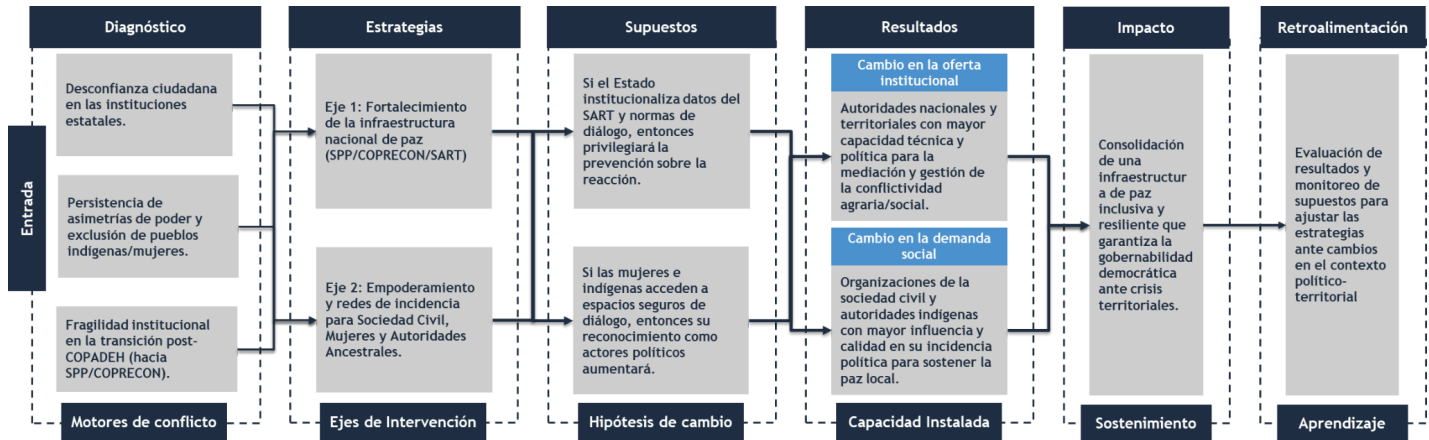 Entrada
Diagnóstico
Desconfianza ciudadana
en las instituciones
estatales.
Persistencia de
asimetrías de poder y
exclusión de pueblos
indígenas/mujeres.
Fragilidad institucional
en la transición post-
COPADEH (hacia
SPP/COPRECON).
Motores de conflicto
Estrategias
Eje 1: Fortalecimiento
de la infraestructura
nacional de paz
(SPP/COPRECON/SART)
Eje 2: Empoderamiento
y redes de incidencia
para Sociedad Civil,
Mujeres y Autoridades
Ancestrales.
Ejes de Intervención
Supuestos
Si el Estado
institucionaliza datos del
SART y normas de
diálogo, entonces
privilegiará la
prevención sobre la
reacción.
Si las mujeres e
indígenas acceden a
espacios seguros de
diálogo, entonces su
reconocimiento como
actores políticos
aumentará.
Hipótesis de cambio
Resultados
Cambio en la oferta
institucional
Autoridades nacionales y
territoriales con mayor
capacidad técnica y
política para la
mediación y gestión de
la conflictividad
agraria/social.
Cambio en la demanda
social
Organizaciones de la
sociedad civil y
autoridades indígenas
con mayor influencia y
calidad en su incidencia
política para sostener la
paz local.
Capacidad Instalada
Impacto
Consolidación
de una
infraestructur
a de paz
inclusiva y
resiliente que
garantiza la
gobernabilidad
democrática
ante crisis
territoriales.
Sostenimiento
Retroalimentación
Evaluación de
resultados y
monitoreo de
supuestos para
ajustar las
estrategias
ante cambios
en el contexto
político-
territorial
Aprendizaje